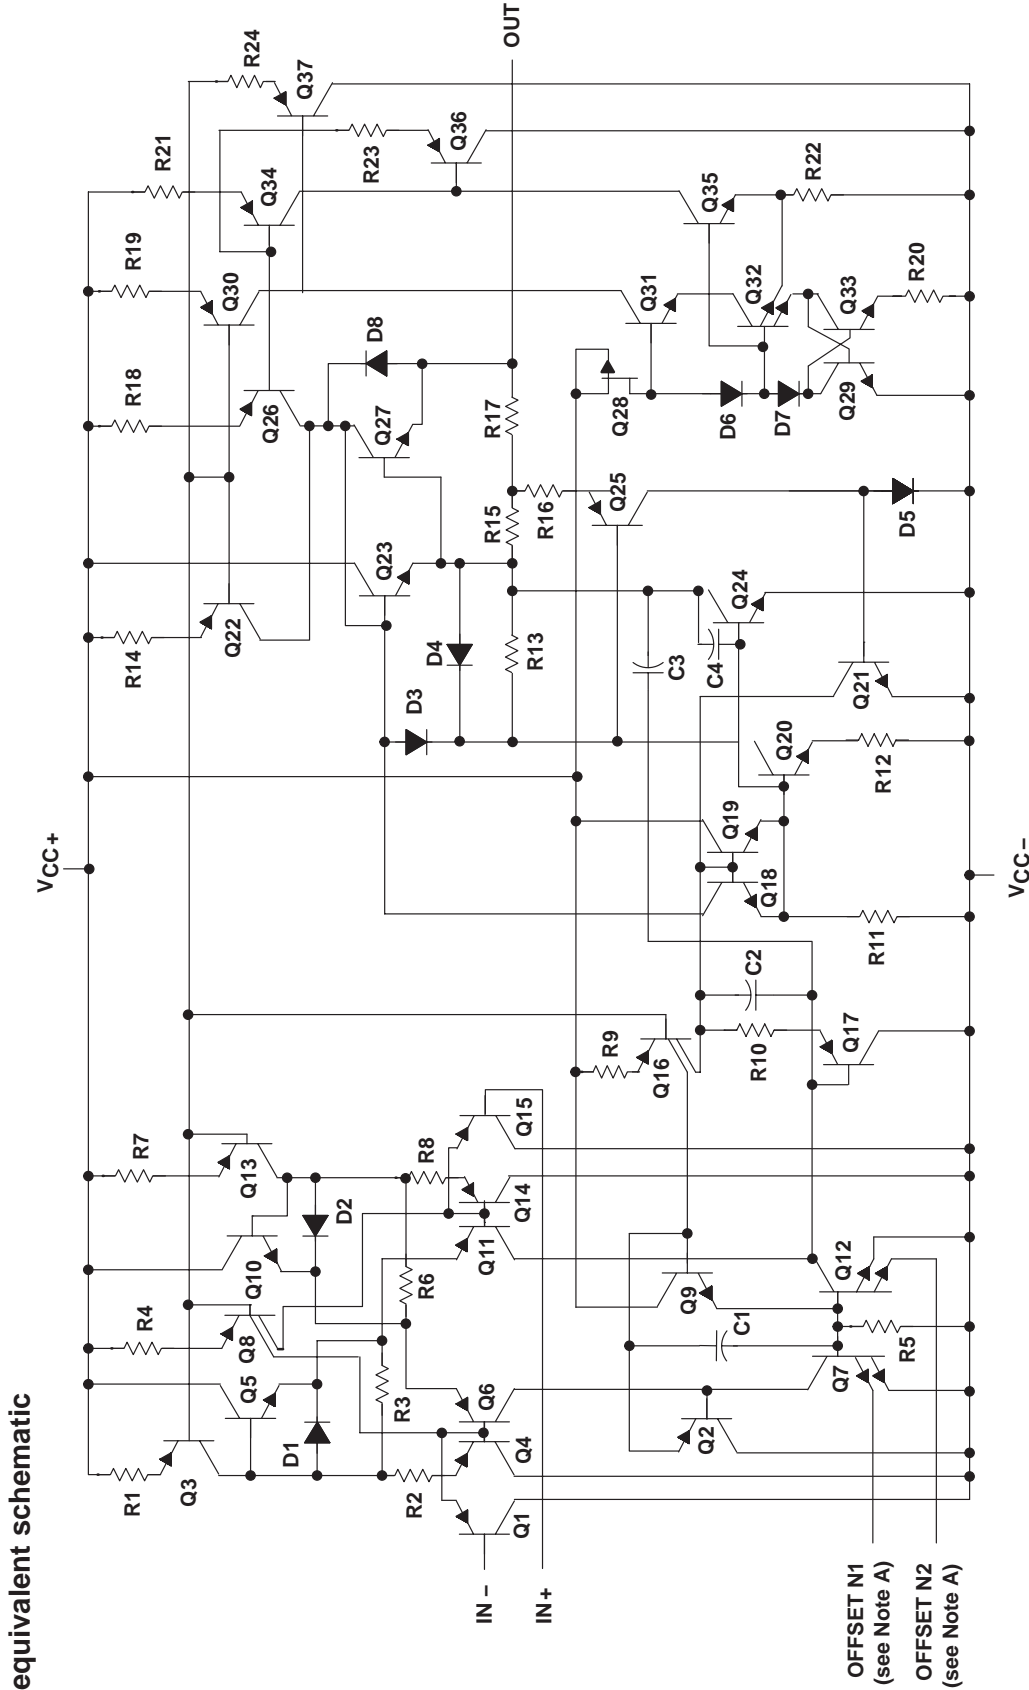 equivalent schematic
VCC+
R1
R4
R7
R14
R18
R19
R21
R24
Q3
Q5
Q8
Q10
Q13
Q22
Q26
Q30
Q34
Q37
D1
D2
D3
D4
Q23
Q27
D8
R23
Q36
R2
R3
R6
R8
IN −
Q1
Q4
Q6
Q11
Q14
Q15
R13
R15
R17
OUT
IN +
R16
R9
Q16
Q25
Q28
Q31
Q35
Q2
Q9
C1
C3
C4
Q24
D6
D7
Q32
R22
R10
C2
Q18
Q19
Q20
Q21
Q7
R5
Q12
Q17
Q29
Q33
R20
OFFSET N1
(see Note A)
R11
R12
D5
OFFSET N2
(see Note A)
VCC−